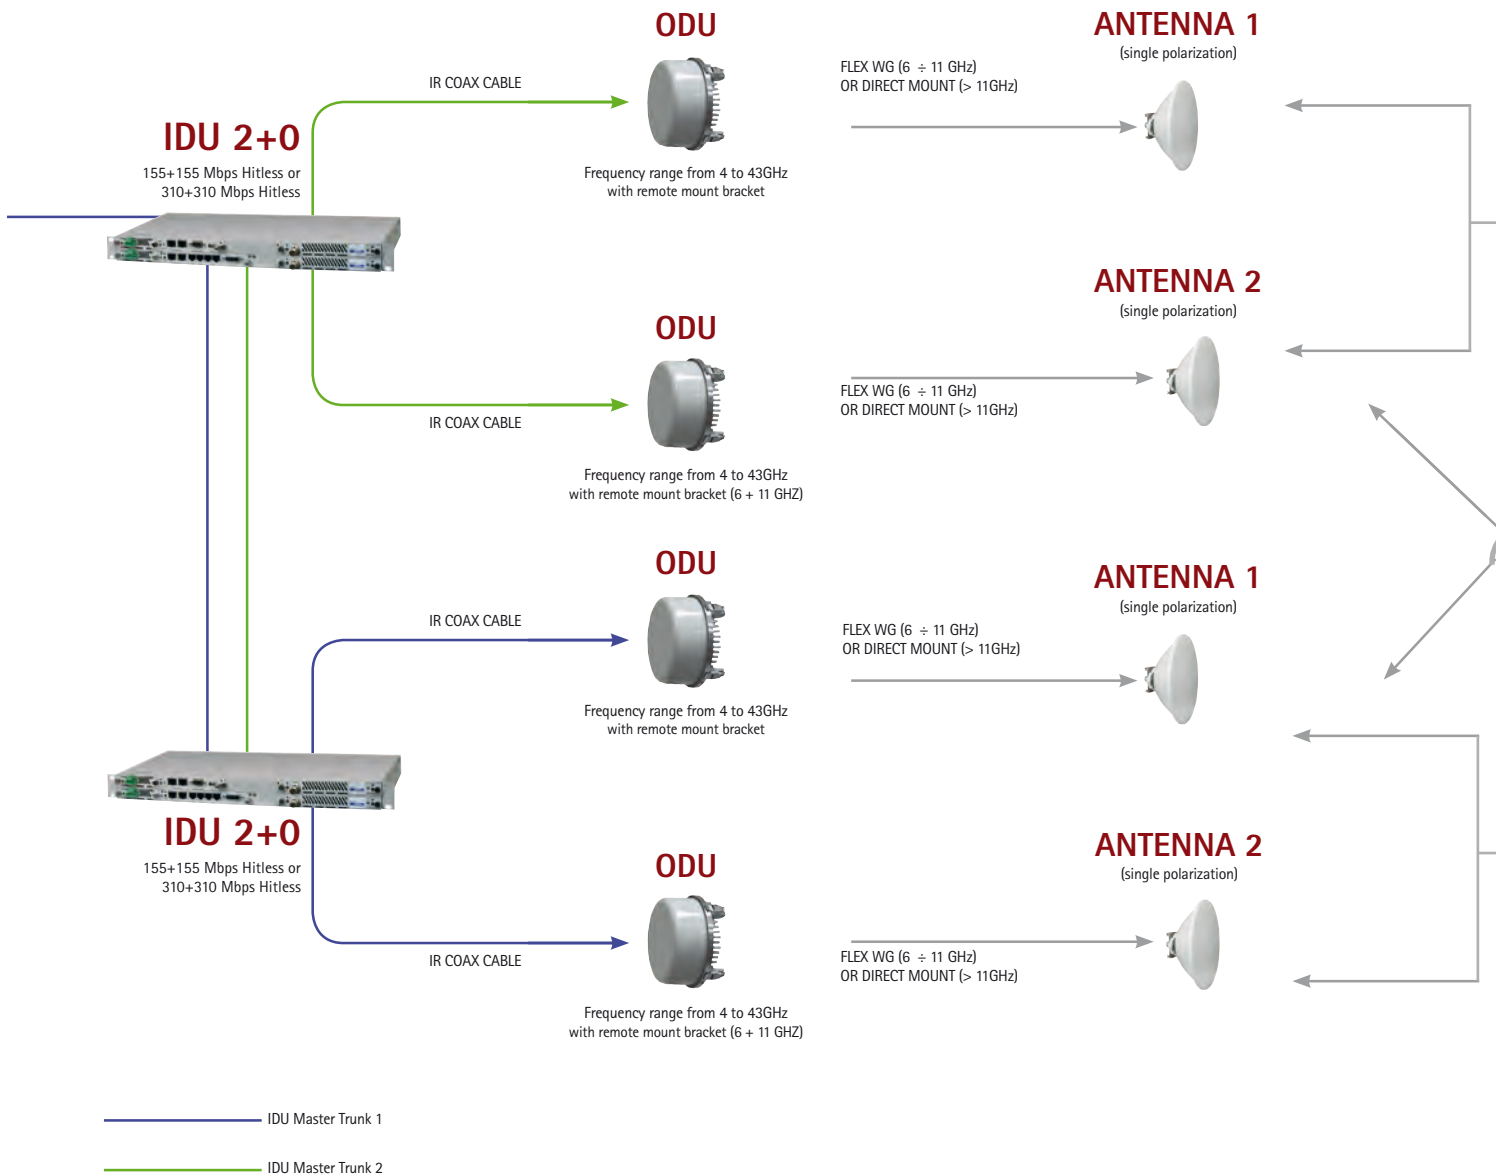 ODU
ANTENNA 1
(single polarization)
IR COAX CABLE
FLEX WG (6 ÷ 11 GHz)
OR DIRECT MOUNT (> 11GHz)
IDU 2+0
155+155 Mbps Hitless or
310+310 Mbps Hitless
Frequency range from 4 to 43GHz
with remote mount bracket
ODU
ANTENNA 2
(single polarization)
FLEX WG (6 ÷ 11 GHz)
OR DIRECT MOUNT (> 11GHz)
IR COAX CABLE
Frequency range from 4 to 43GHz
with remote mount bracket (6 + 11 GHZ)
ODU
ANTENNA 1
(single polarization)
IR COAX CABLE
FLEX WG (6 ÷ 11 GHz)
OR DIRECT MOUNT (> 11GHz)
Frequency range from 4 to 43GHz
with remote mount bracket
IDU 2+0
155+155 Mbps Hitless or
310+310 Mbps Hitless
ODU
ANTENNA 2
(single polarization)
IR COAX CABLE
FLEX WG (6 ÷ 11 GHz)
OR DIRECT MOUNT (> 11GHz)
Frequency range from 4 to 43GHz
with remote mount bracket (6 + 11 GHZ)
IDU Master Trunk 1
IDU Master Trunk 2